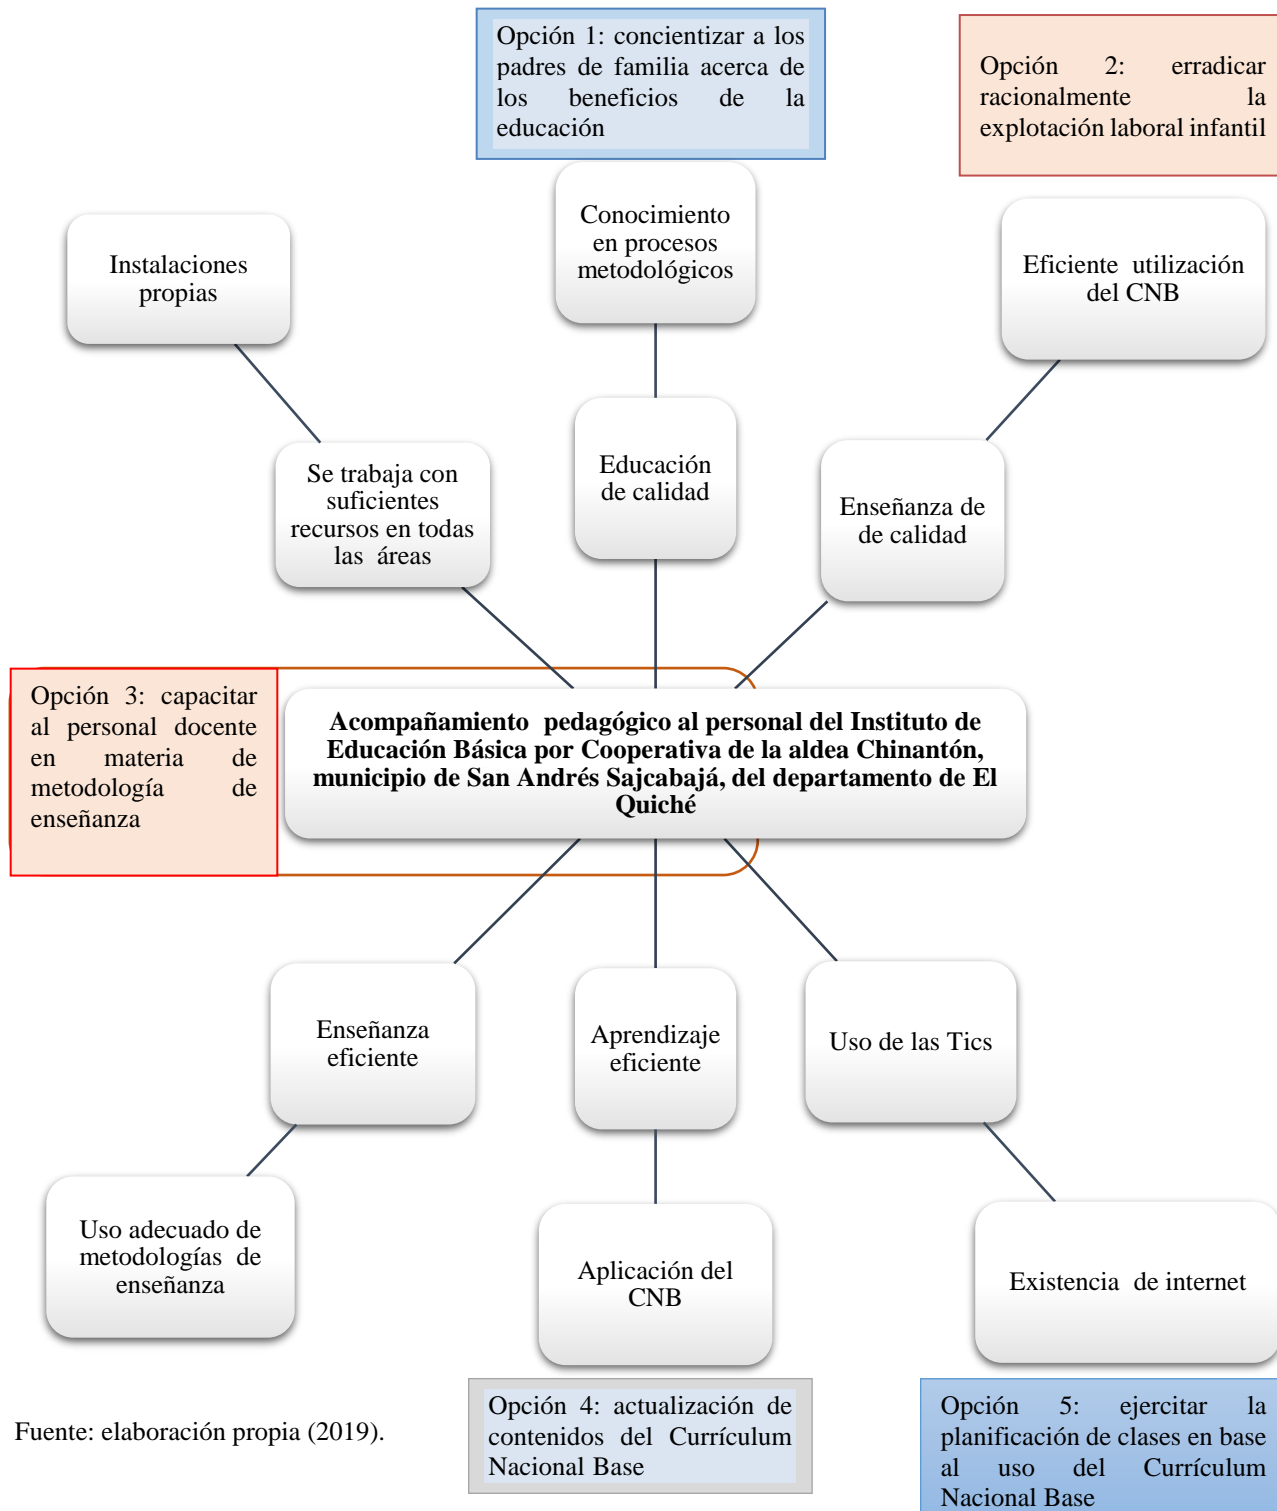 Opción 1: concientizar a los
padres de familia acerca de
los beneficios de la
educación
Opción 2: erradicar
racionalmente la
explotación laboral infantil
Instalaciones
propias
Conocimiento
en procesos
metodológicos
Eficiente utilización
del CNB
Se trabaja con
suficientes
recursos en todas
las áreas
Educación
de calidad
Enseñanza de
de calidad
Opción 3: capacitar
al personal docente
en materia de
metodología de
enseñanza
Acompañamiento pedagógico al personal del Instituto de
Educación Básica por Cooperativa de la aldea Chinantón,
municipio de San Andrés Sajcabajá, del departamento de El
Quiché
Enseñanza
eficiente
Aprendizaje
eficiente
Uso de las Tics
Uso adecuado de
metodologías de
enseñanza
Aplicación del
CNB
Existencia de internet
Fuente: elaboración propia (2019).
Opción 4: actualización de
contenidos del Currículum
Nacional Base
Opción 5: ejercitar la
planificación de clases en base
al uso del Currículum
Nacional Base